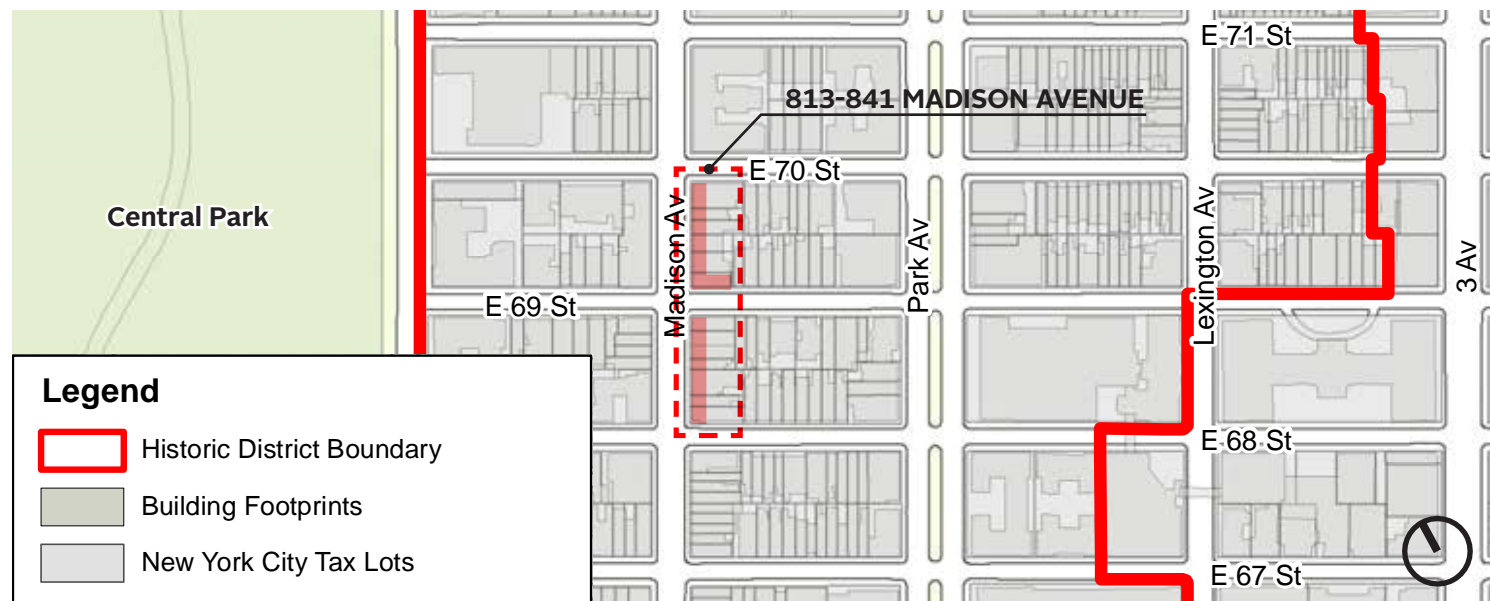 E 71 St
813-841 MADISON AVENUE
E 70 St
Central Park
Madison Av
Park Av
Lexington Av
3 Av
E 69 St
Legend
Historic District Boundary
E 68 St
Building Footprints
New York City Tax Lots
E 67 St